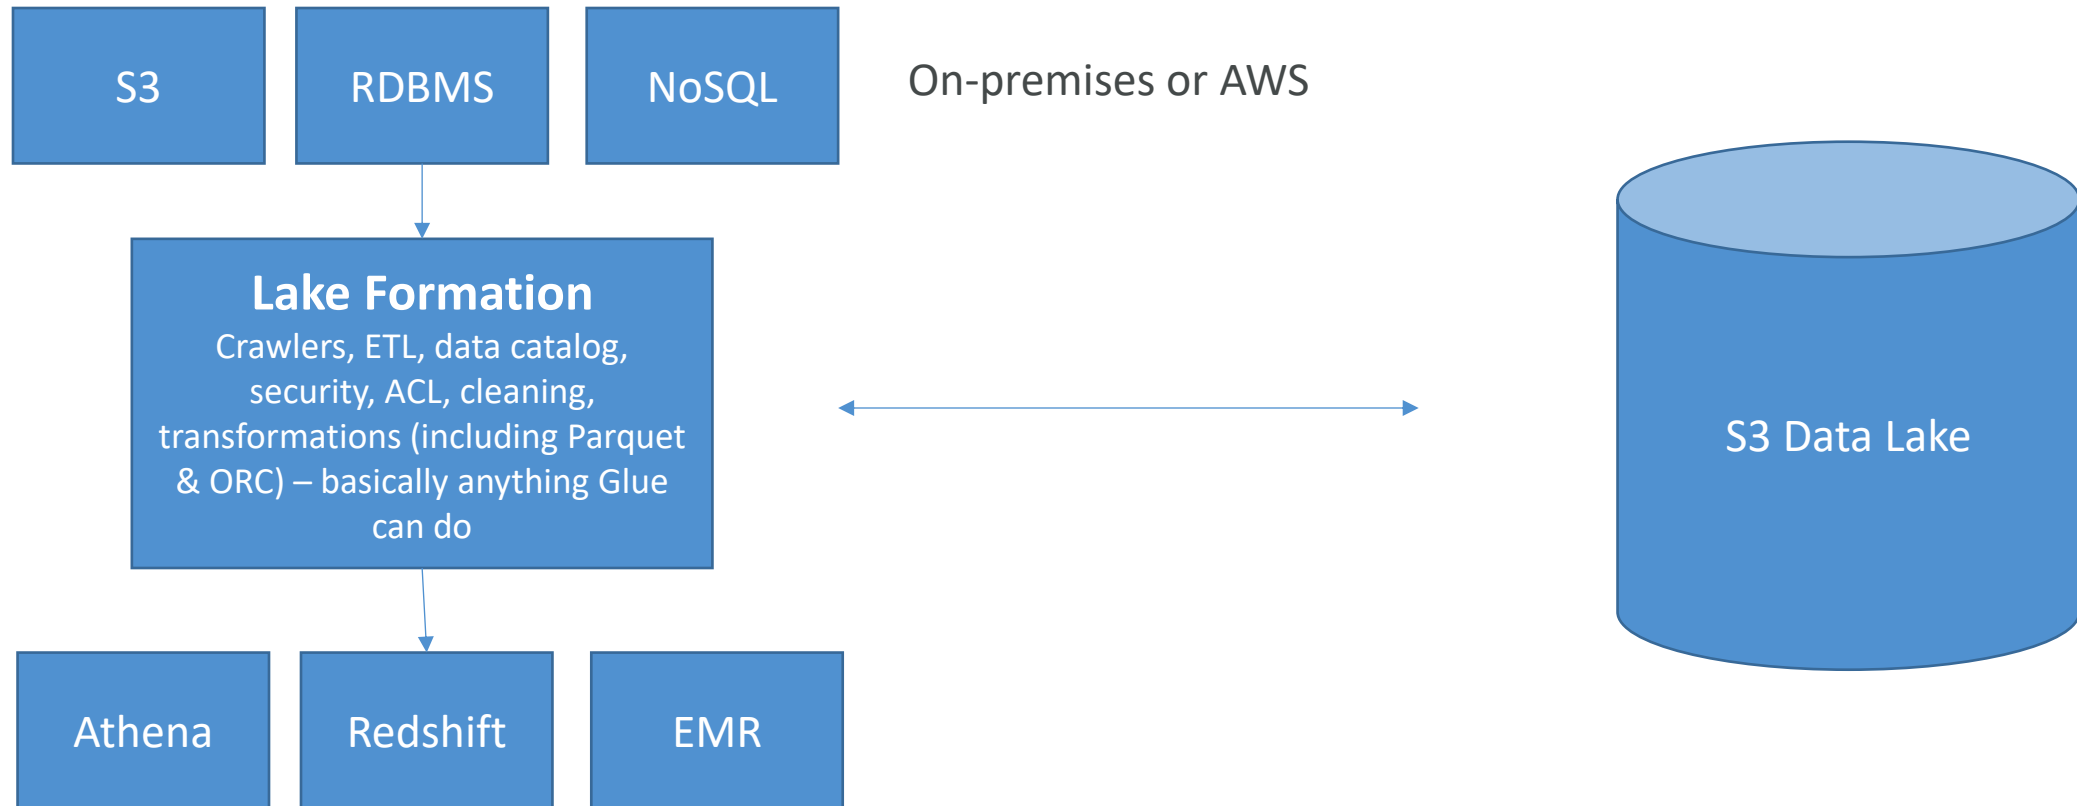 S3
RDBMS
NoSQL
On-premises or AWS
Lake Formation
Crawlers, ETL, data catalog,
security, ACL, cleaning,
transformations (including Parquet
& ORC) – basically anything Glue
can do
S3 Data Lake
Athena
Redshift
EMR